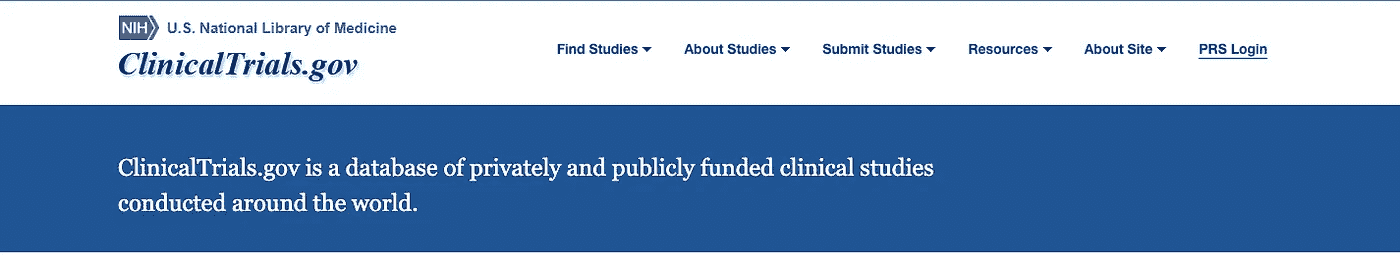 NIH U.S. National Library of Medicine
ClinicalTrials.gov
Find Studies About Studies Submit Studies Resources About Site PRS Login
ClinicalTrials.gov is a database of privately and publicly funded clinical studies
conducted around the world.